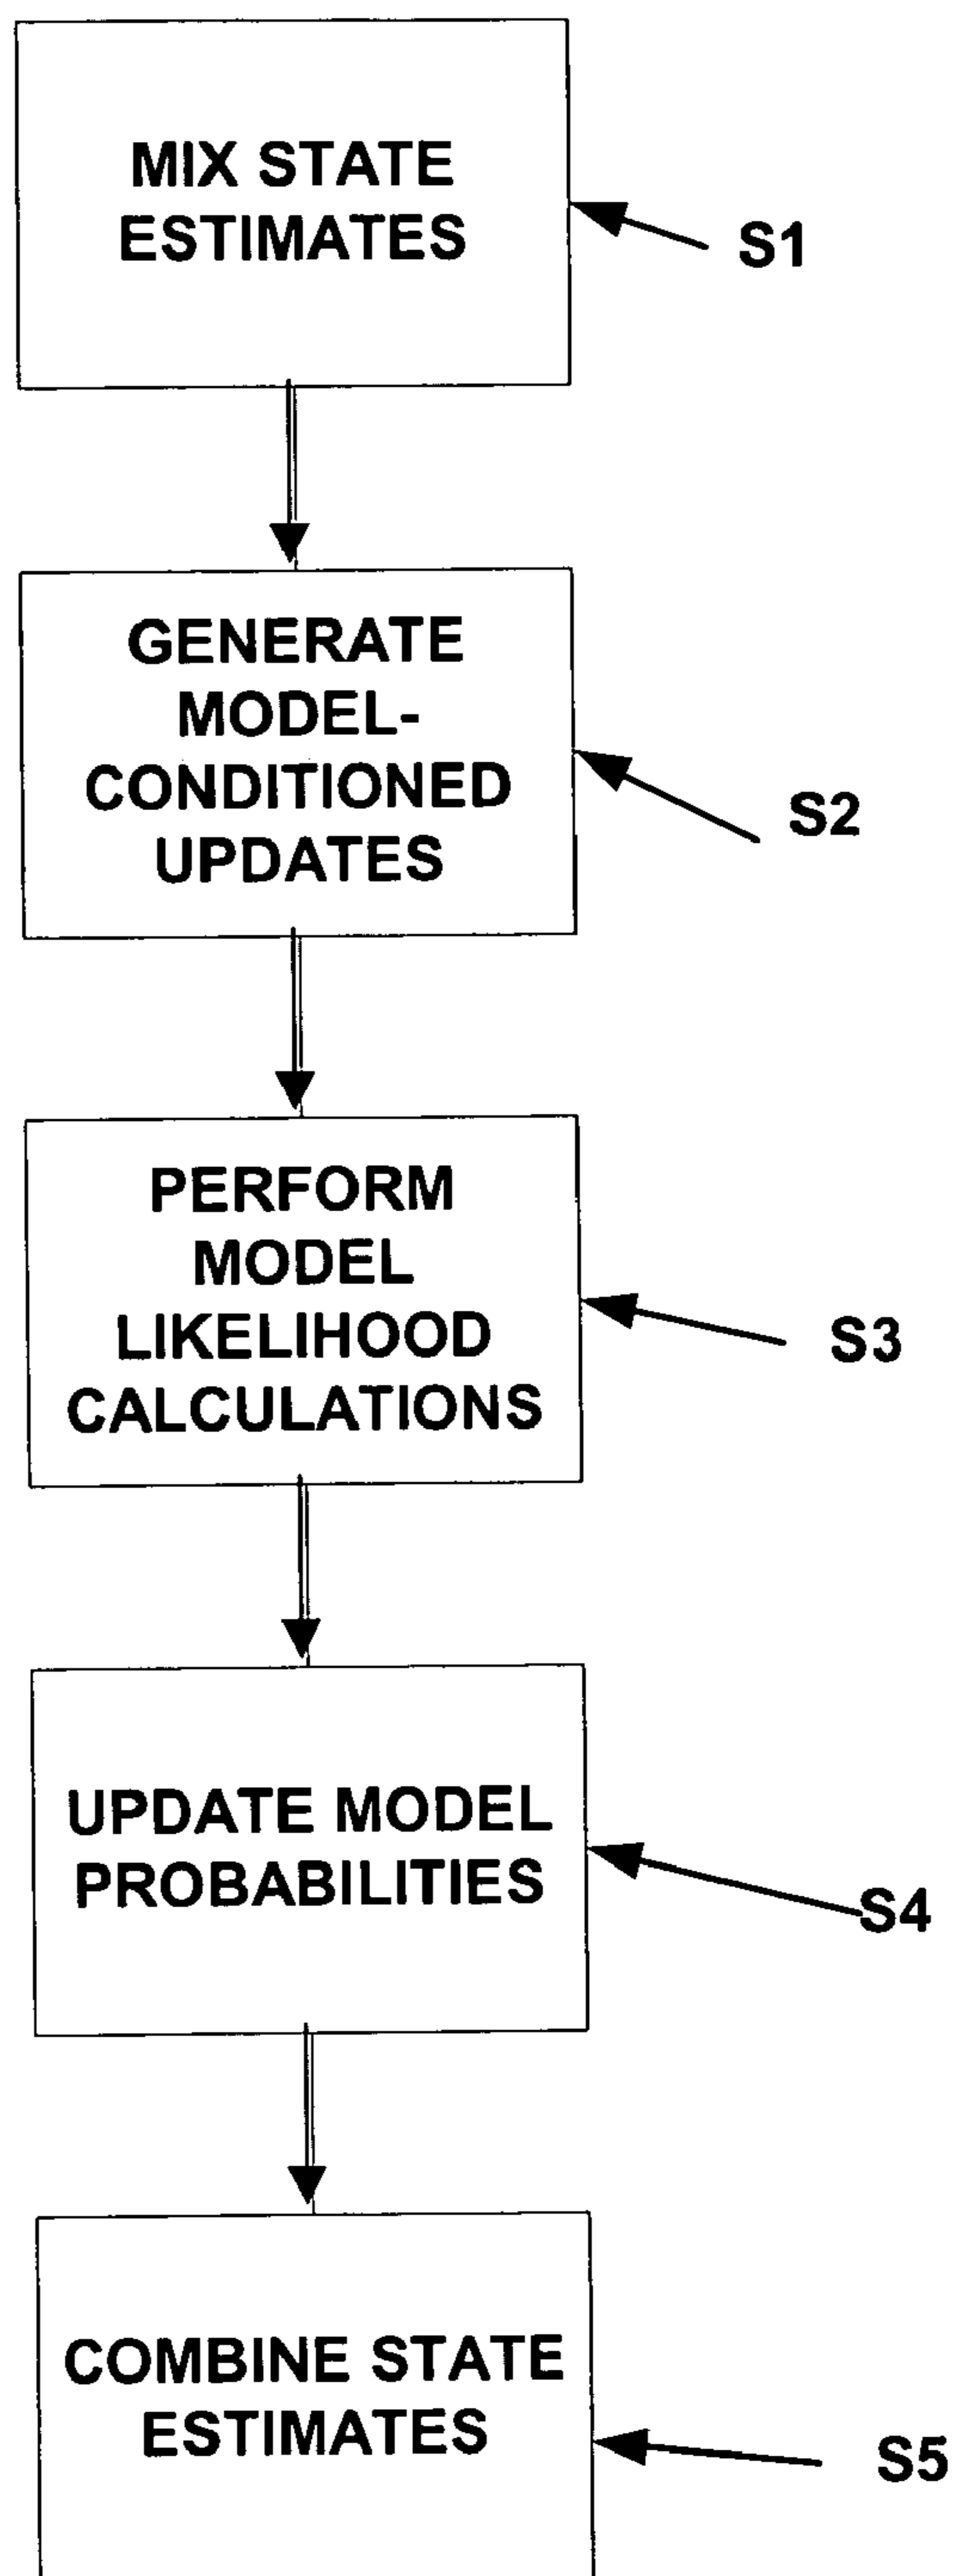 MIX STATE
ESTIMATES
S1
GENERATE
MODEL-
CONDITIONED
UPDATES
S2
PERFORM
MODEL
LIKELIHOOD
CALCULATIONS
S3
UPDATE MODEL
PROBABILITIES
S4
COMBINE STATE
ESTIMATES
S5